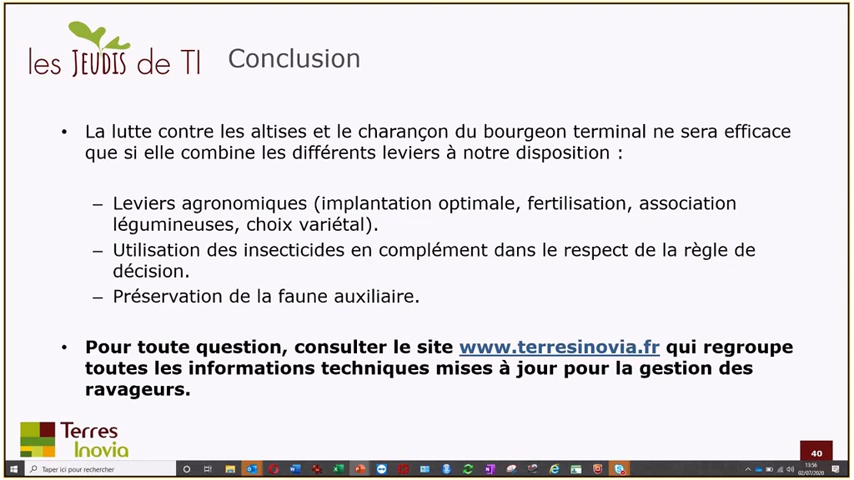 les JEUDIS de TI
Conclusion
• La lutte contre les altises et le charançon du bourgeon terminal ne sera efficace
que si elle combine les différents leviers à notre disposition :
– Leviers agronomiques (implantation optimale, fertilisation, association
légumineuses, choix variétal).
– Utilisation des insecticides en complément dans le respect de la règle de
décision.
– Préservation de la faune auxiliaire.
• Pour toute question, consulter le site www.terresinovia.fr qui regroupe
toutes les informations techniques mises à jour pour la gestion des
ravageurs.
Terres
Inovia
40
Taper ici pour rechercher
13:56
02/07/2020